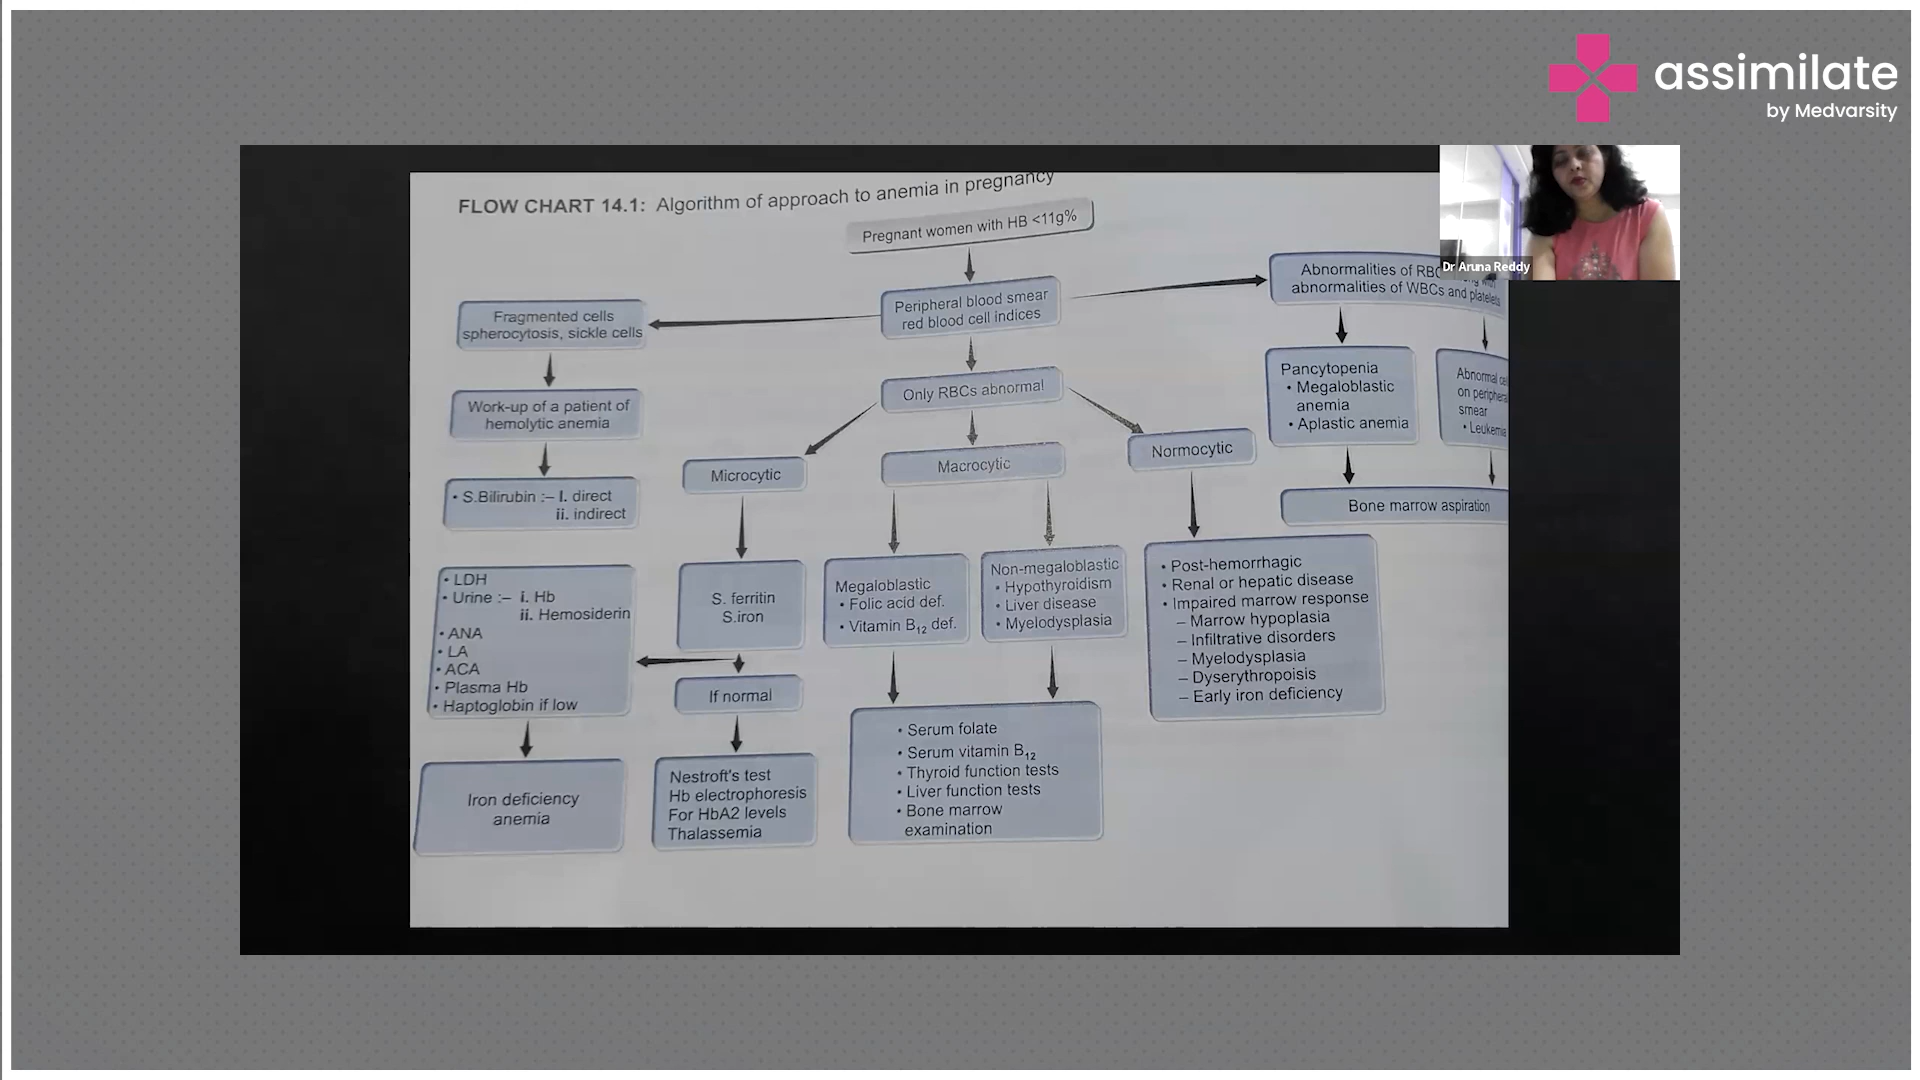 assimilate
by Medvarsity
Dr Aruna Reddy
FLOW CHART 14.1: Algorithm of approach to anemia in pregnancy
Pregnant women with HB <11g%
Peripheral blood smear
red blood cell indices
Fragmented cells
spherocytosis, sickle cells
Work-up of a patient of
hemolytic anemia
• S.Bilirubin :– i. direct
ii. indirect
• LDH
• Urine :– i. Hb
ii. Hemosiderin
• ANA
• LA
• ACA
• Plasma Hb
• Haptoglobin if low
Iron deficiency
anemia
Only RBCs abnormal
Microcytic
S. ferritin
S.iron
If normal
Nestroft's test
Hb electrophoresis
For HbA2 levels
Thalassemia
Macrocytic
Megaloblastic
• Folic acid def.
• Vitamin B12 def.
Non-megaloblastic
• Hypothyroidism
• Liver disease
• Myelodysplasia
• Serum folate
• Serum vitamin B12
• Thyroid function tests
• Liver function tests
• Bone marrow
examination
Normocytic
• Post-hemorrhagic
• Renal or hepatic disease
• Impaired marrow response
– Marrow hypoplasia
– Infiltrative disorders
– Myelodysplasia
– Dyserythropoisis
– Early iron deficiency
Abnormalities of with
abnormalities of WBCs and platelets
Pancytopenia
• Megaloblastic
anemia
• Aplastic anemia
Abnormal
on
smear
• Leukemia
Bone marrow aspiration